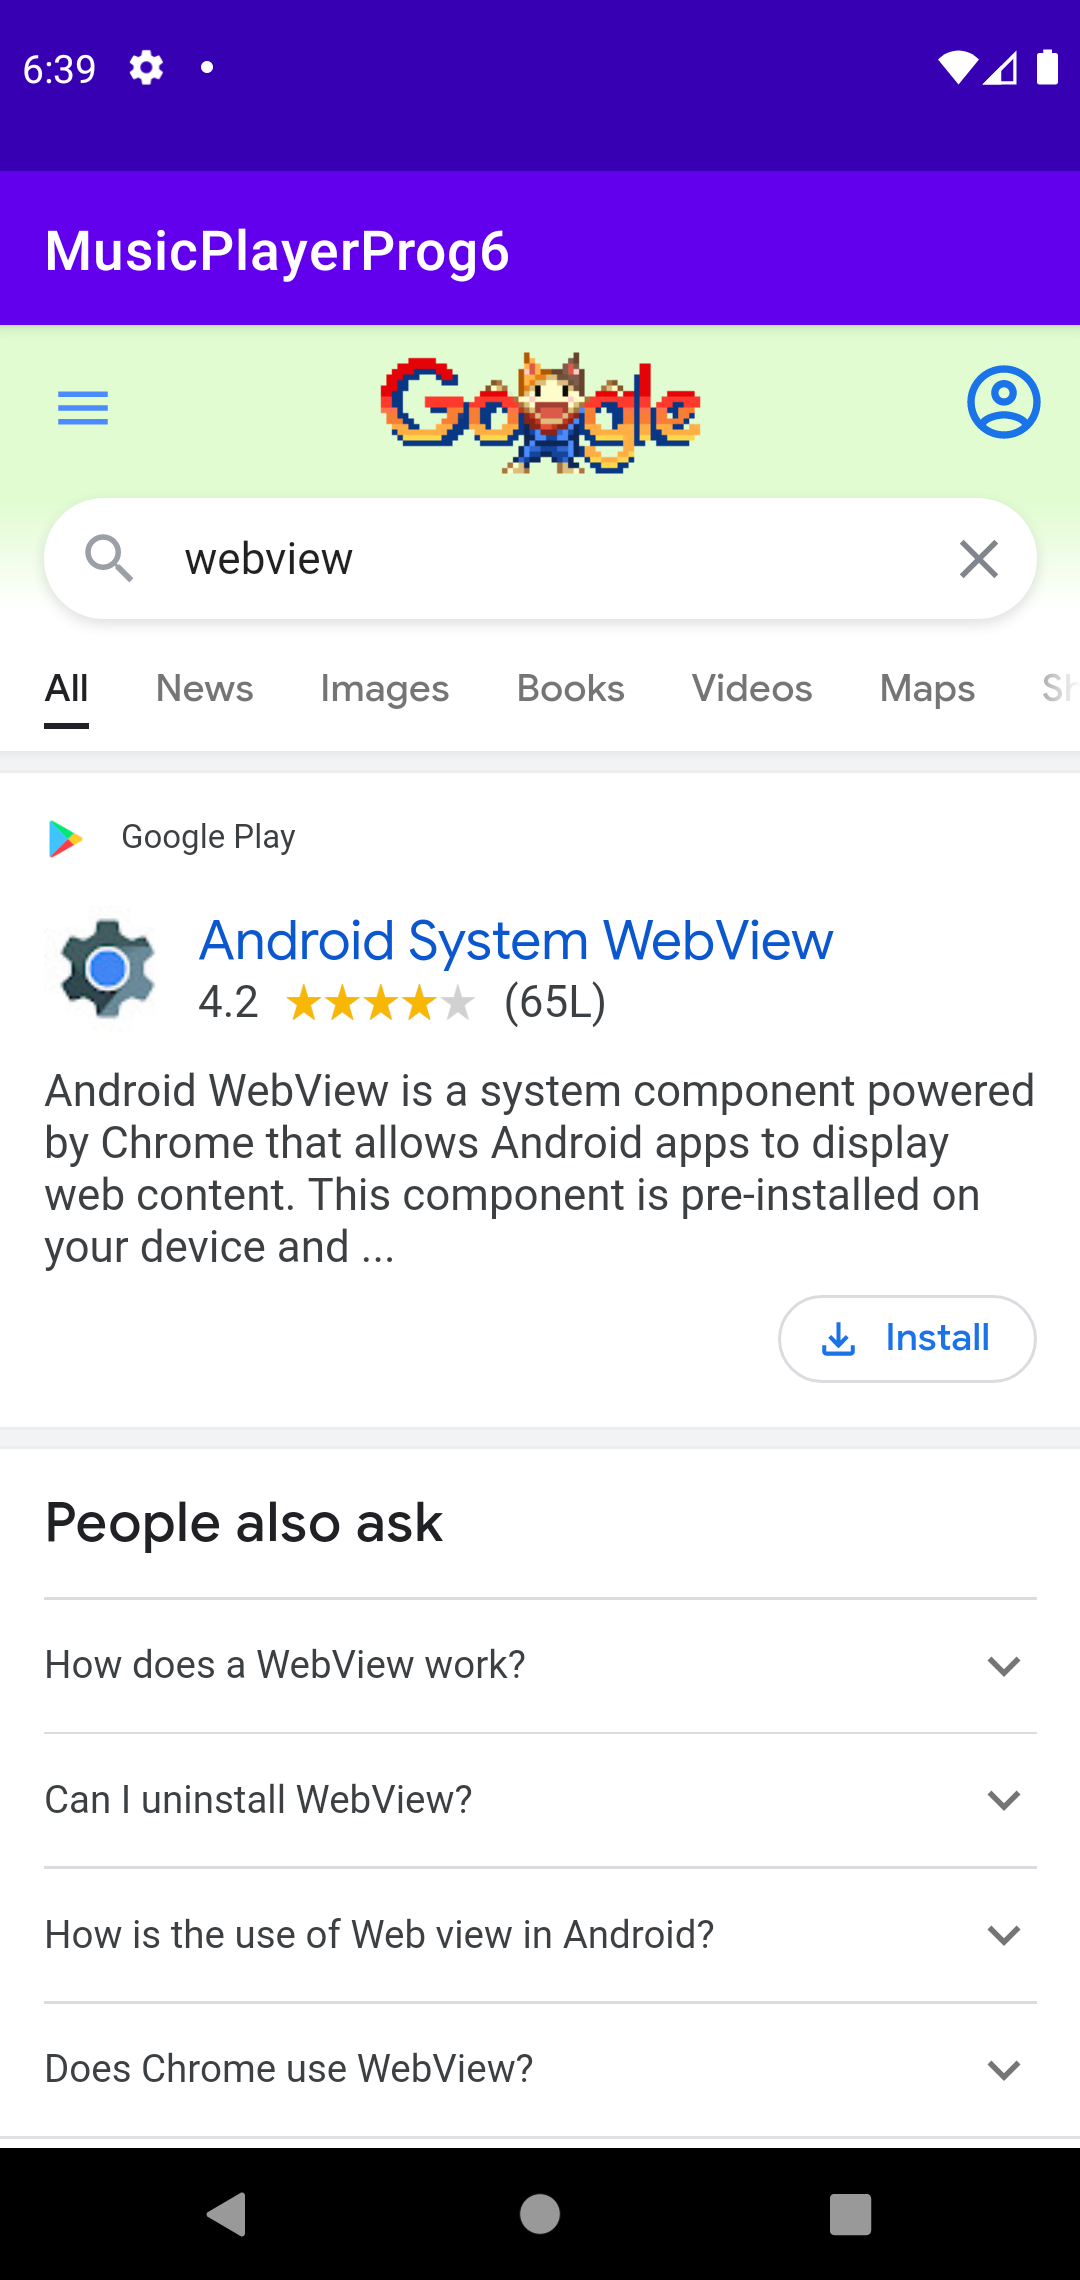 6:39
MusicPlayerProg6
Google
webview
All News Images Books Videos Maps Sh
Google Play
Android System WebView
4.2 (65L)
Android WebView is a system component powered
by Chrome that allows Android apps to display
web content. This component is pre-installed on
your device and ...
Install
People also ask
How does a WebView work?
Can I uninstall WebView?
How is the use of Web view in Android?
Does Chrome use WebView?